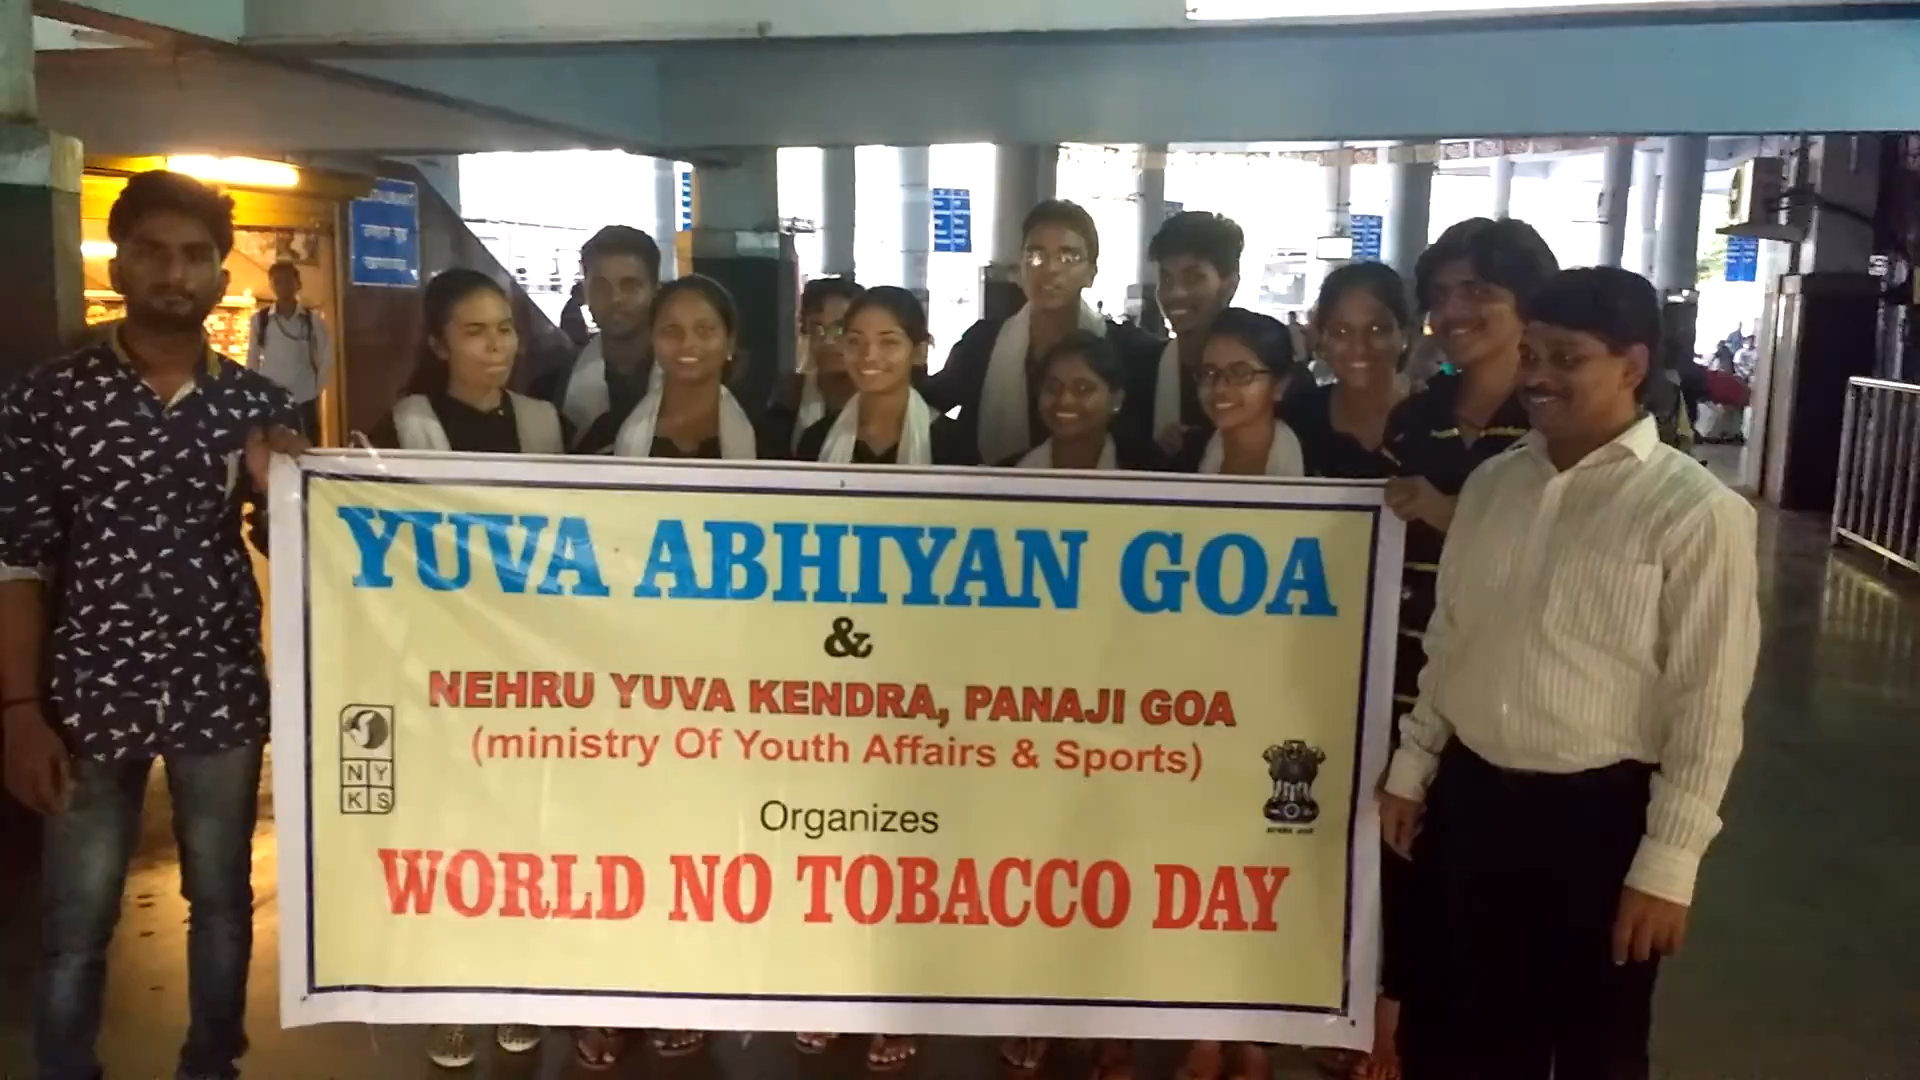 YUVA ABHIYAN GOA
&
NEHRU YUVA KENDRA, PANAJI GOA
(ministry Of Youth Affairs & Sports)
N Y
K S
Organizes
WORLD NO TOBACCO DAY